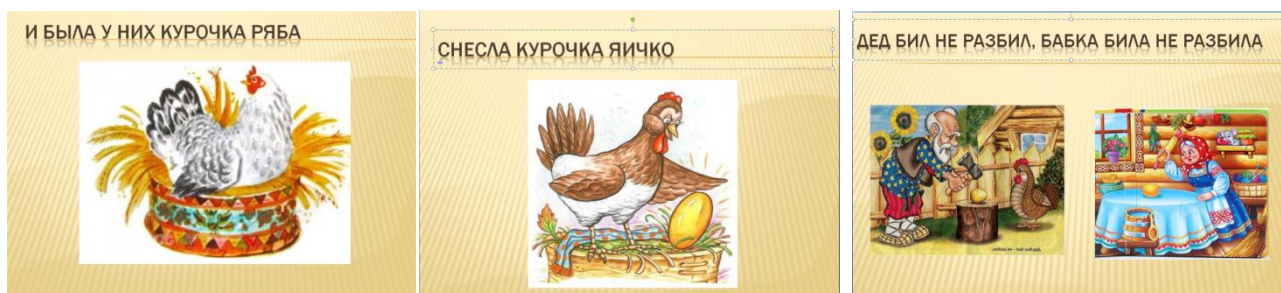 И БЫЛА У НИХ КУРОЧКА РЯБА
СНЕСЛА КУРОЧКА ЯИЧКО
ДЕД БИЛ НЕ РАЗБИЛ, БАБКА БИЛА НЕ РАЗБИЛА